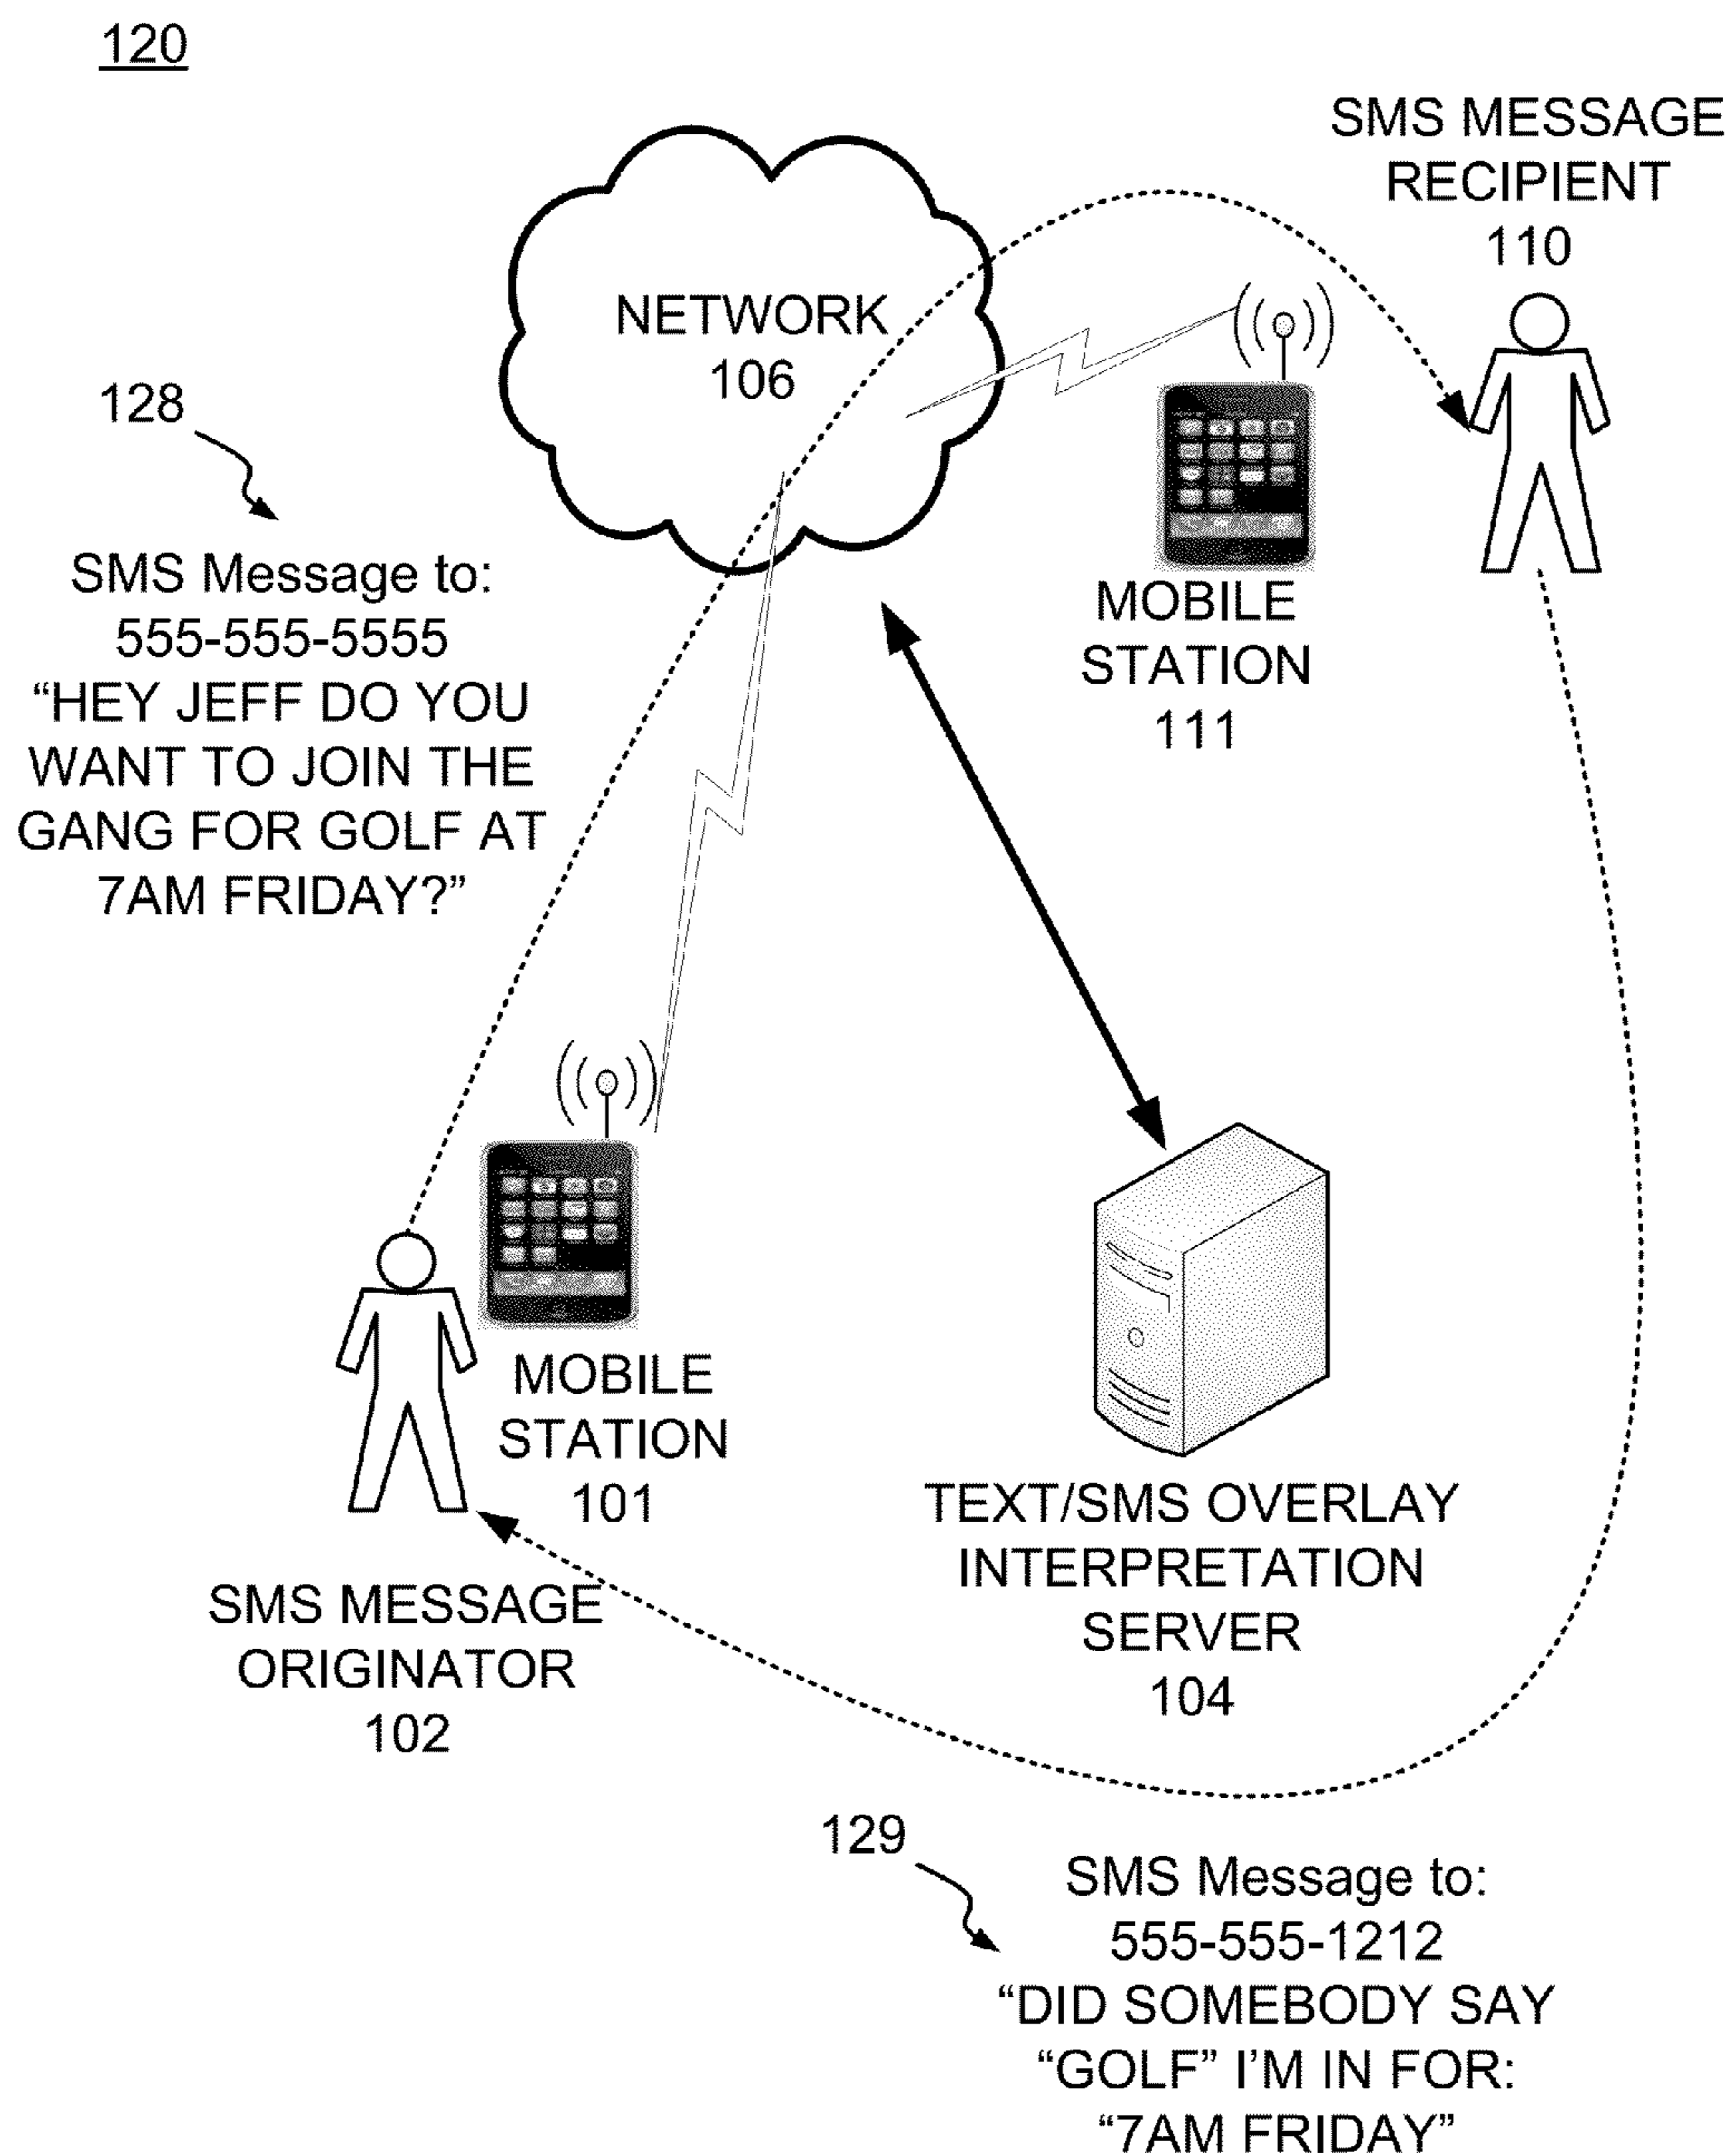 120
SMS MESSAGE
RECIPIENT
110
NETWORK
106
128
SMS Message to:
555-555-5555
“HEY JEFF DO YOU
WANT TO JOIN THE
GANG FOR GOLF AT
7AM FRIDAY?”
MOBILE
STATION
111
MOBILE
STATION
101
SMS MESSAGE
ORIGINATOR
102
TEXT/SMS OVERLAY
INTERPRETATION
SERVER
104
129
SMS Message to:
555-555-1212
“DID SOMEBODY SAY
“GOLF” I’M IN FOR:
“7AM FRIDAY”